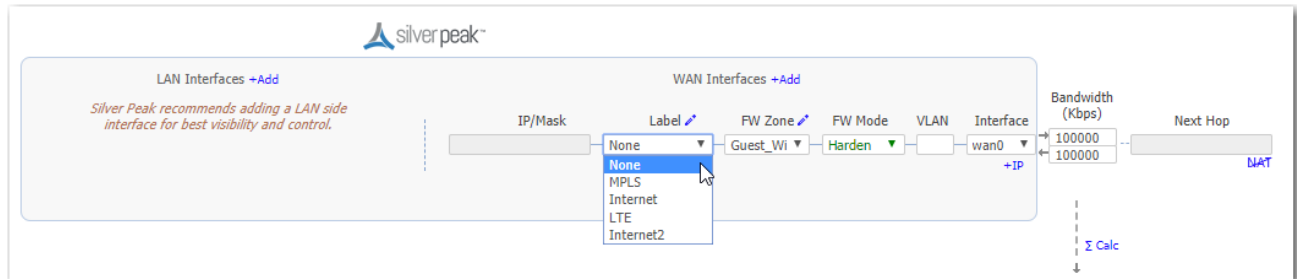 silver peak™
LAN Interfaces +Add
WAN Interfaces +Add
Silver Peak recommends adding a LAN side
interface for best visibility and control.
Bandwidth
(Kbps)
IP/Mask Label FW Zone FW Mode VLAN Interface Next Hop
None Guest_Wi Harden wan0 100000
100000
+IP NAT
None
MPLS
Internet
LTE
Internet2
Σ Calc